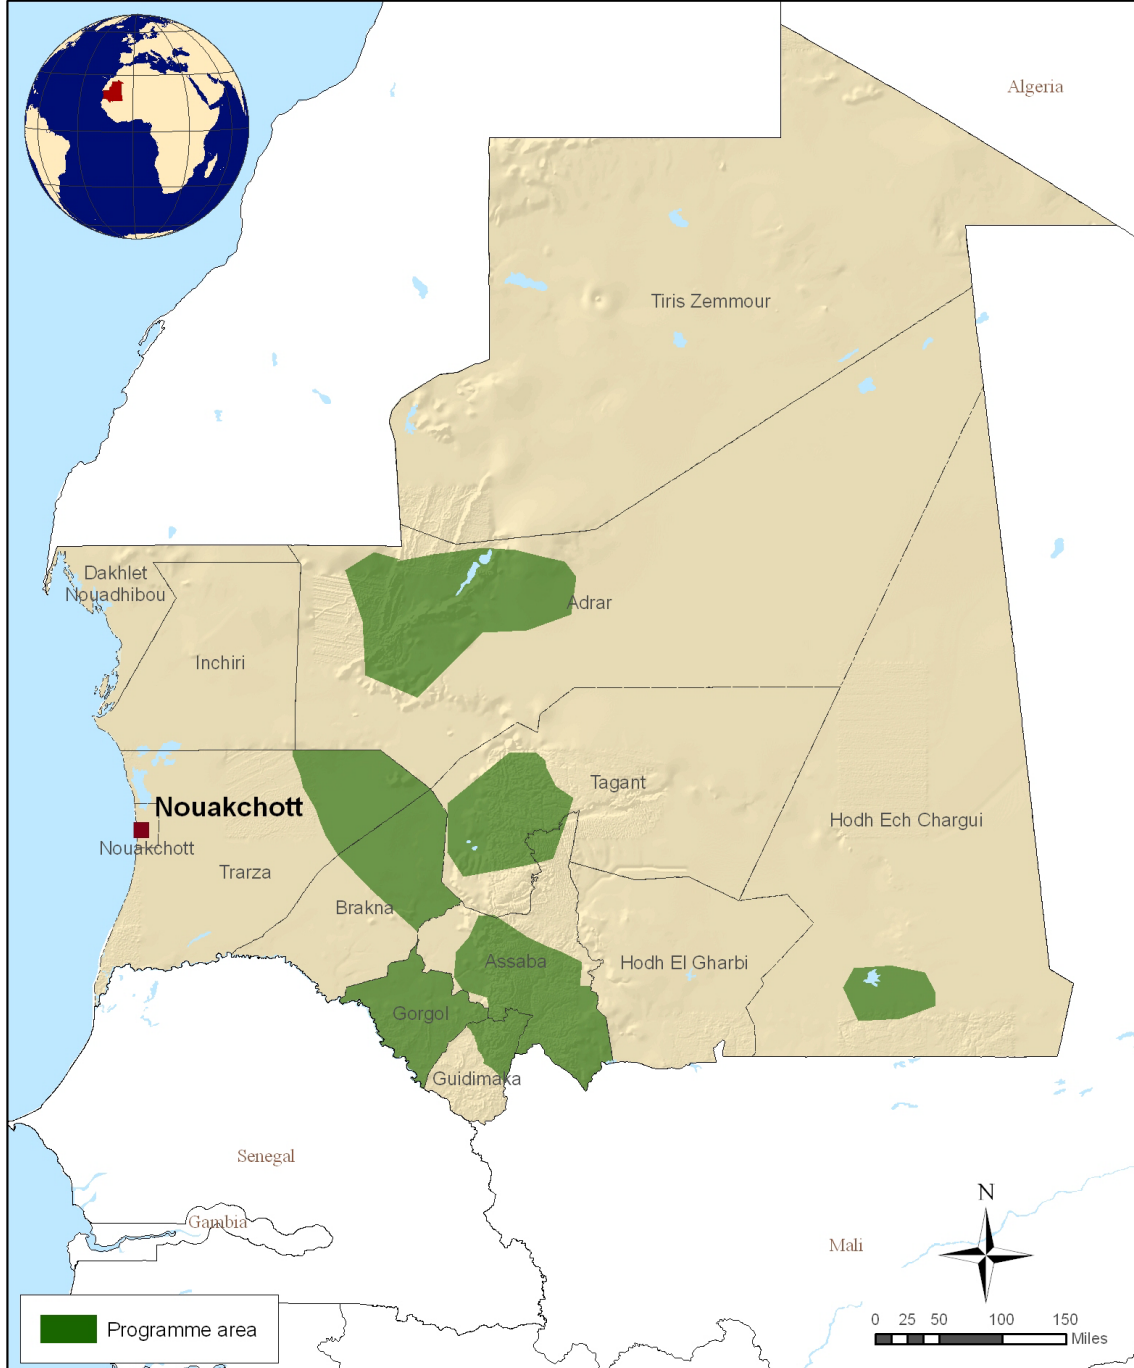 Algeria
Tiris Zemmour
Dakhlet
Nouadhibou
Adrar
Inchiri
Tagant
Nouakchott
Hodh Ech Chargui
Nouakchott
Trarza
Brakna
Assaba
Hodh El Gharbi
Gorgol
Guidimaka
Senegal
Gambia
Mali
N
Programme area
0 25 50 100 150
Miles